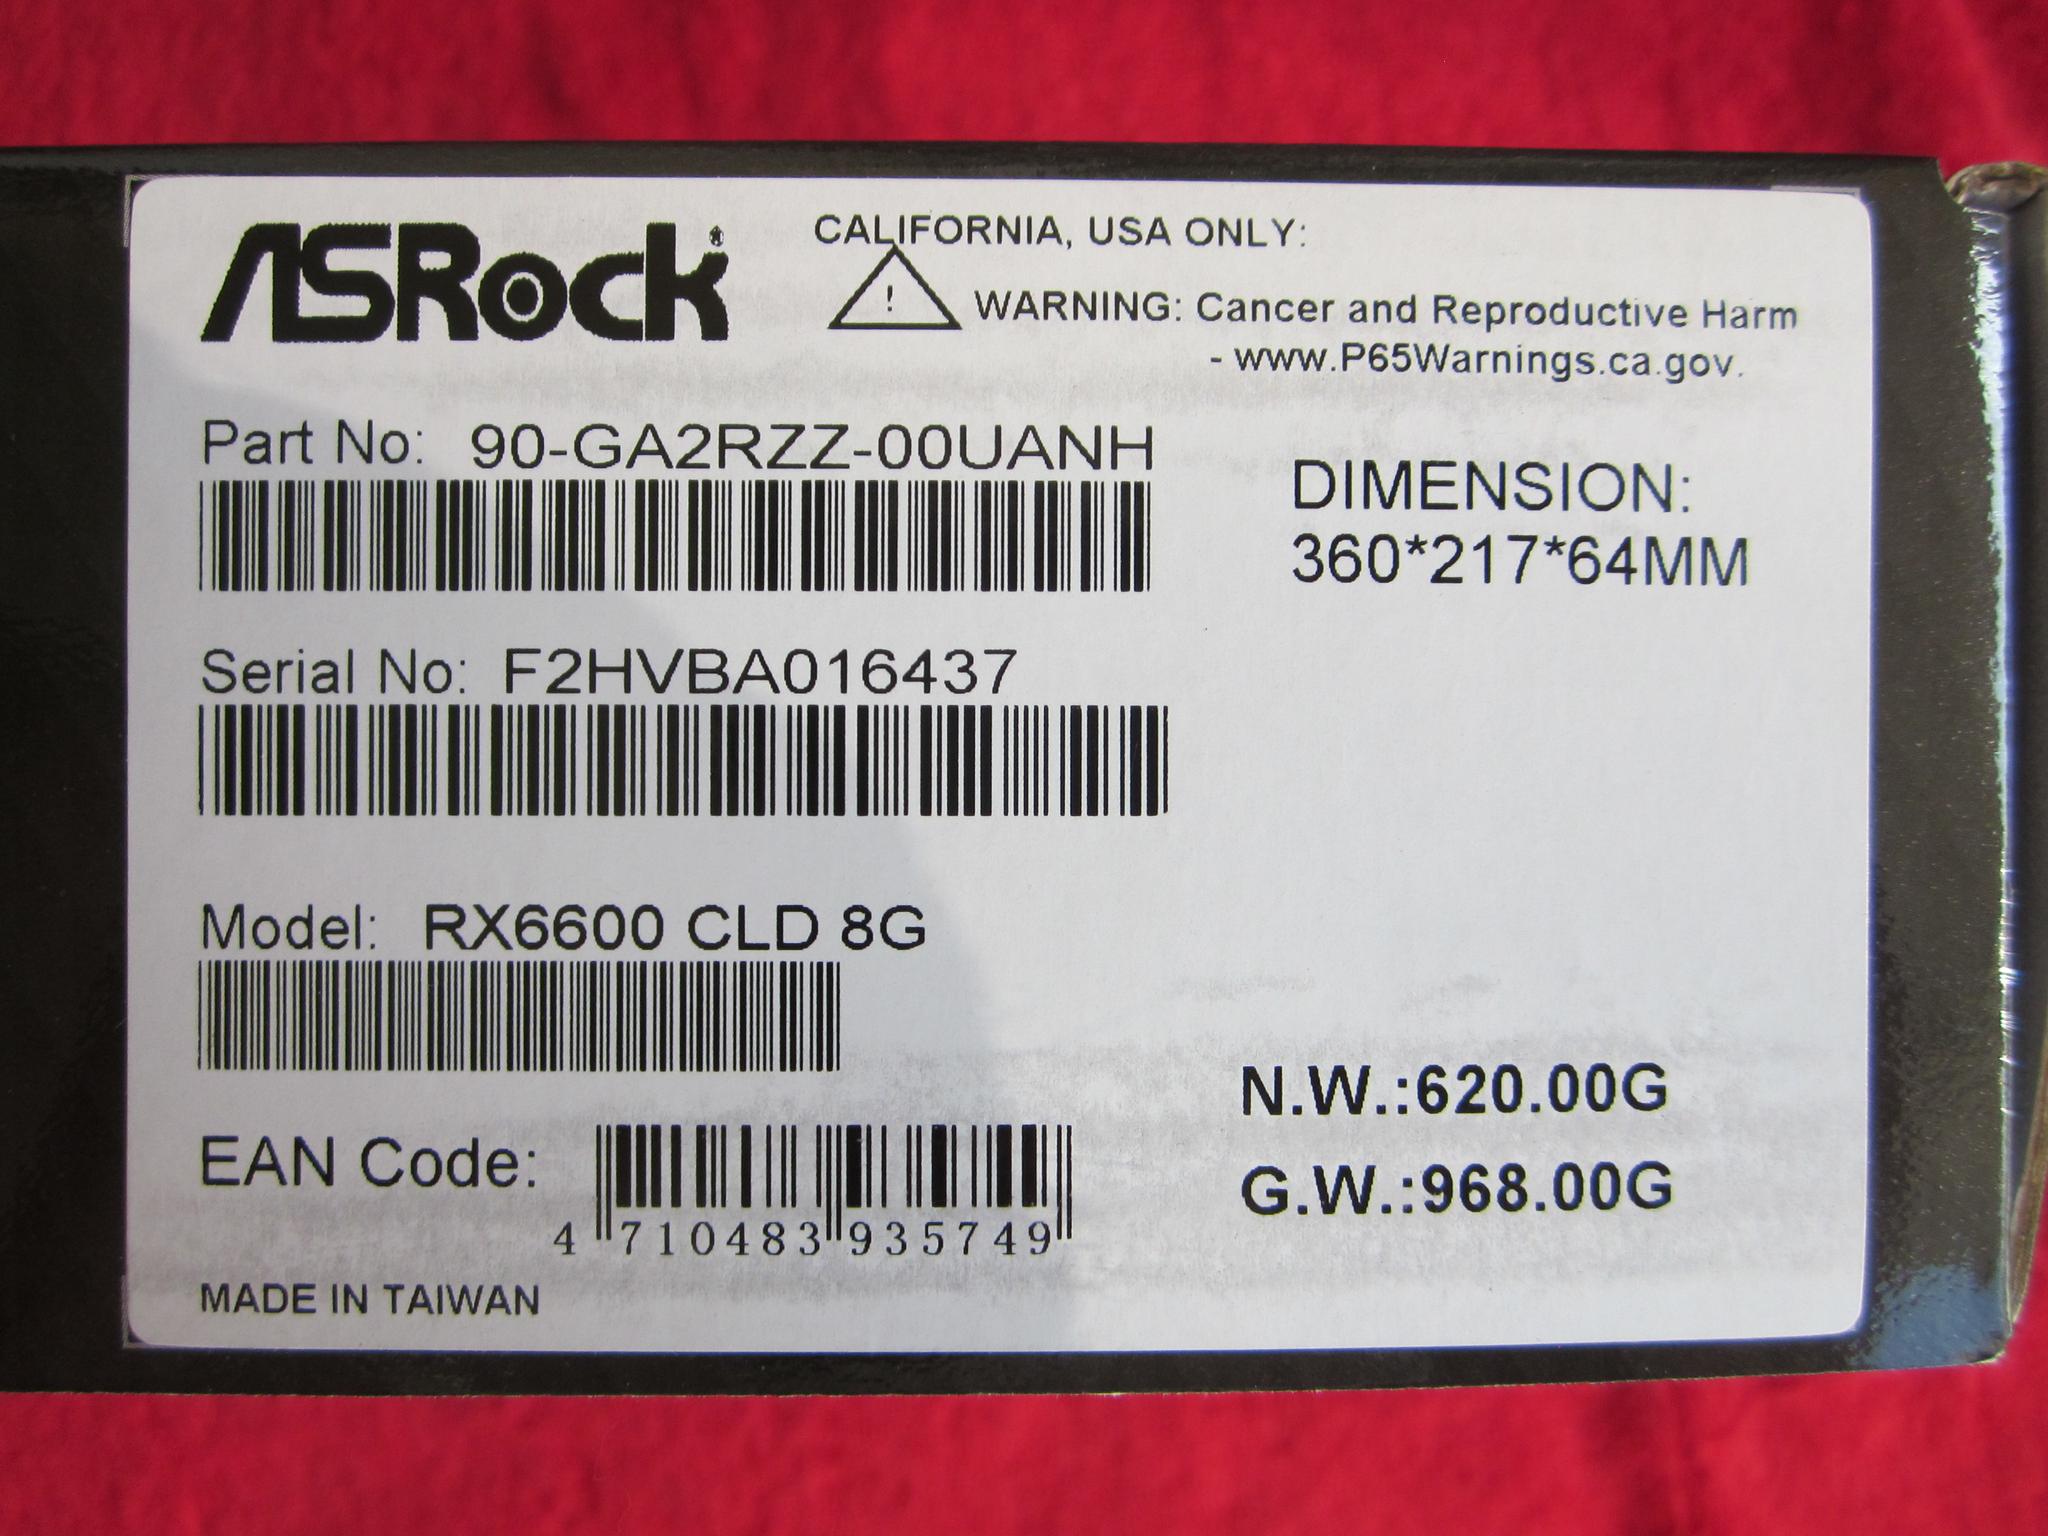 ASRock
CALIFORNIA, USA ONLY:
! WARNING: Cancer and Reproductive Harm
- www.P65Warnings.ca.gov.
Part No: 90-GA2RZZ-00UANH
DIMENSION:
360*217*64MM
Serial No: F2HVBA016437
Model: RX6600 CLD 8G
N.W.:620.00G
G.W.:968.00G
EAN Code:
4 710483 935749
MADE IN TAIWAN